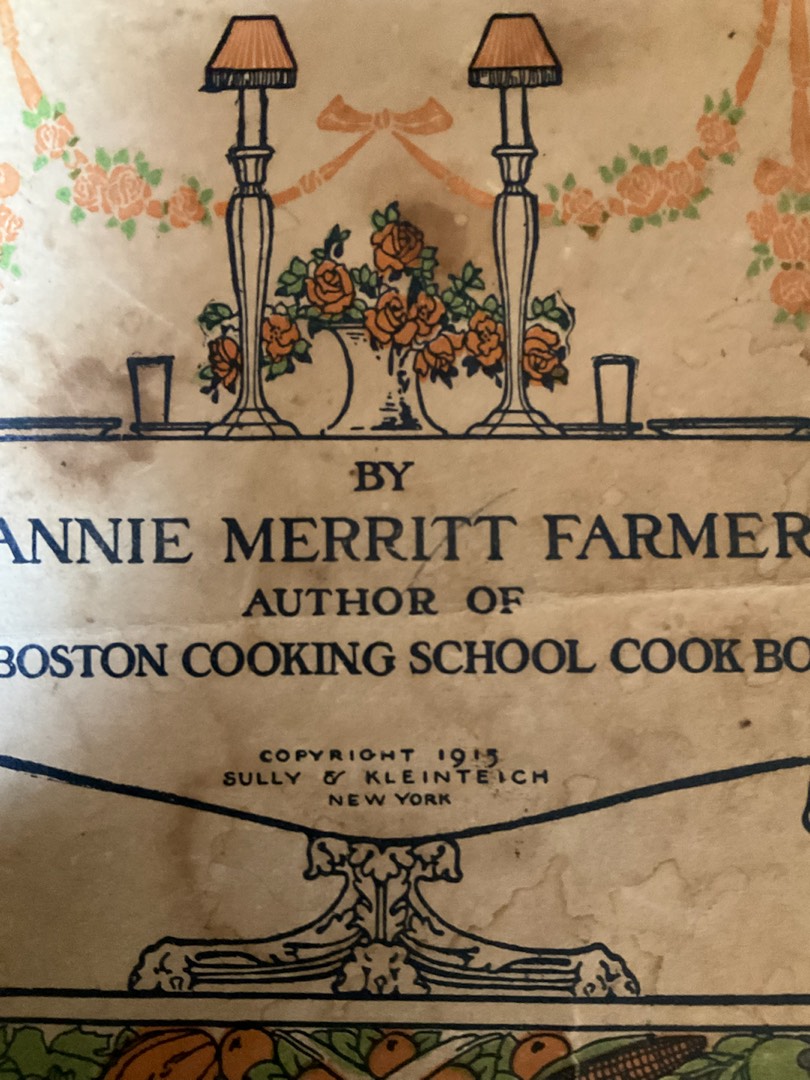 BY
ANNIE MERRITT FARMER
AUTHOR OF
BOSTON COOKING SCHOOL COOK BO
COPYRIGHT 1915
SULLY & KLEINTEICH
NEW YORK